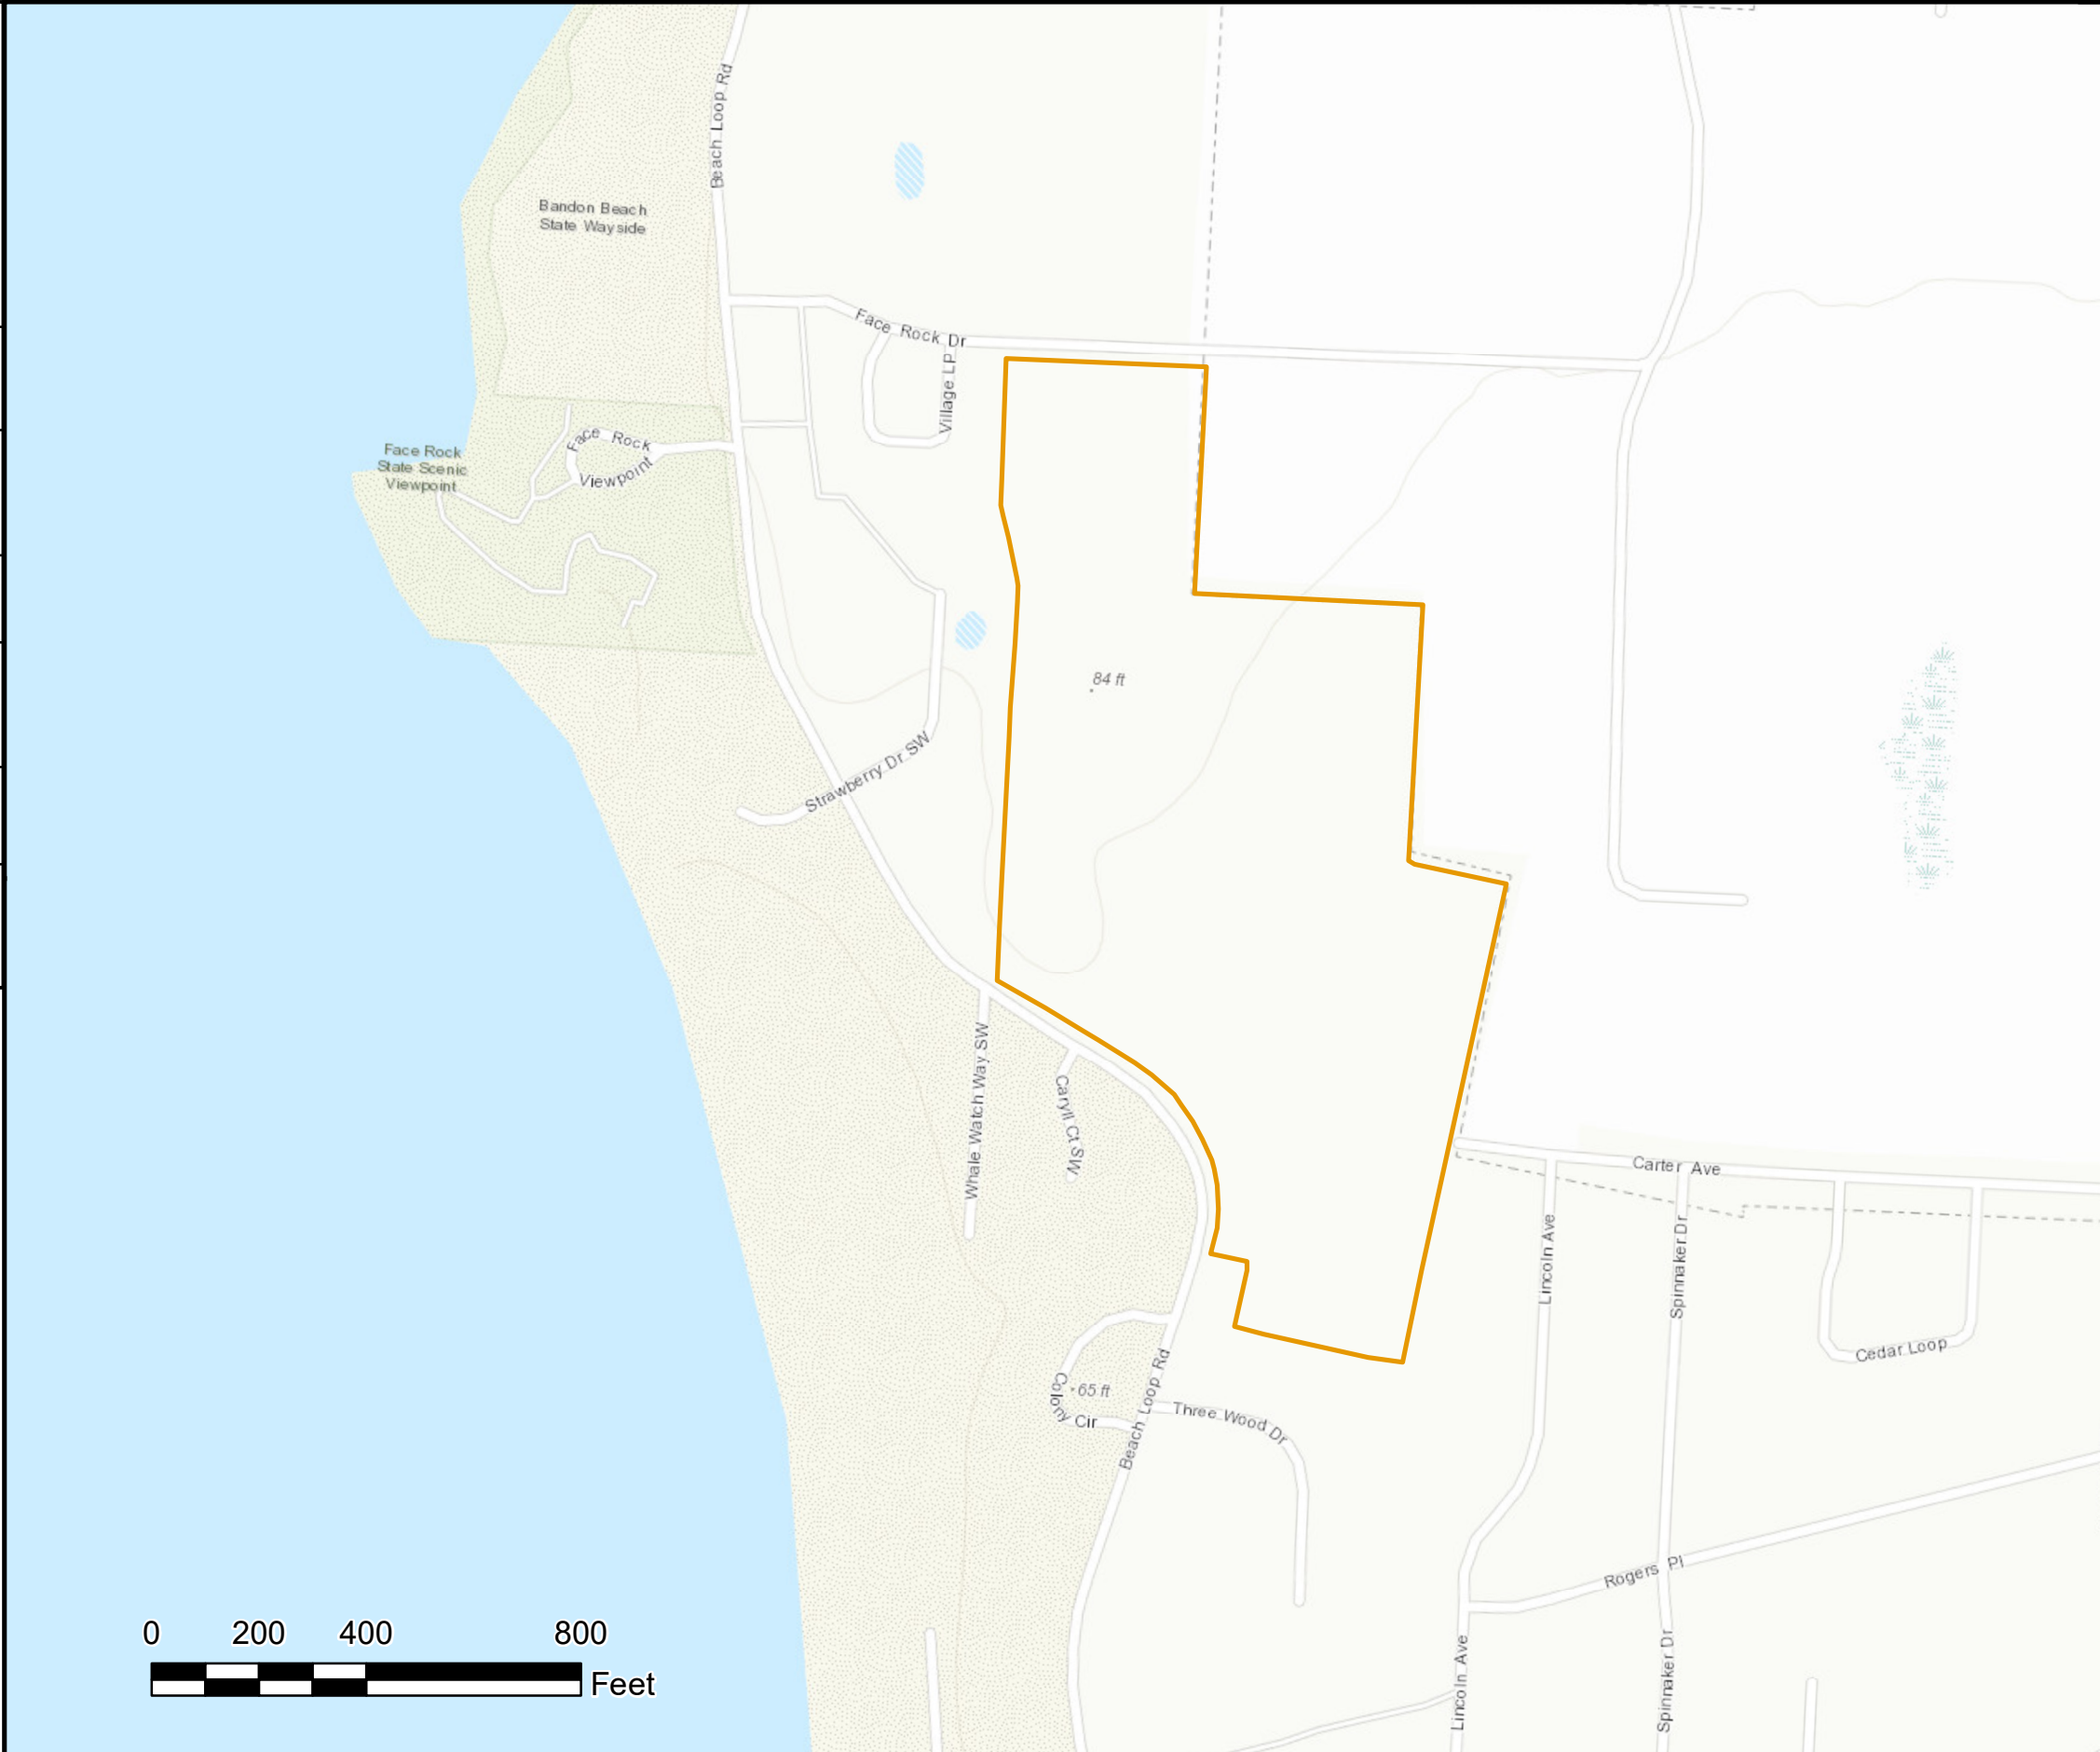 Beach Loop Rd
Bandon Beach
State Wayside
Face Rock Dr
Village LP
Face Rock
State Scenic
Viewpoint
Face Rock
Viewpoint
84 ft
Strawberry Dr SW
Whale Watch Way SW
Caryll Ct SW
Carter Ave
Lincoln Ave
Spinnaker Dr
Cedar Loop
Colony Cir
65 ft
Beach Loop Rd
Three Wood Dr
Rogers Pl
Lincoln Ave
Spinnaker Dr
0 200 400 800
Feet